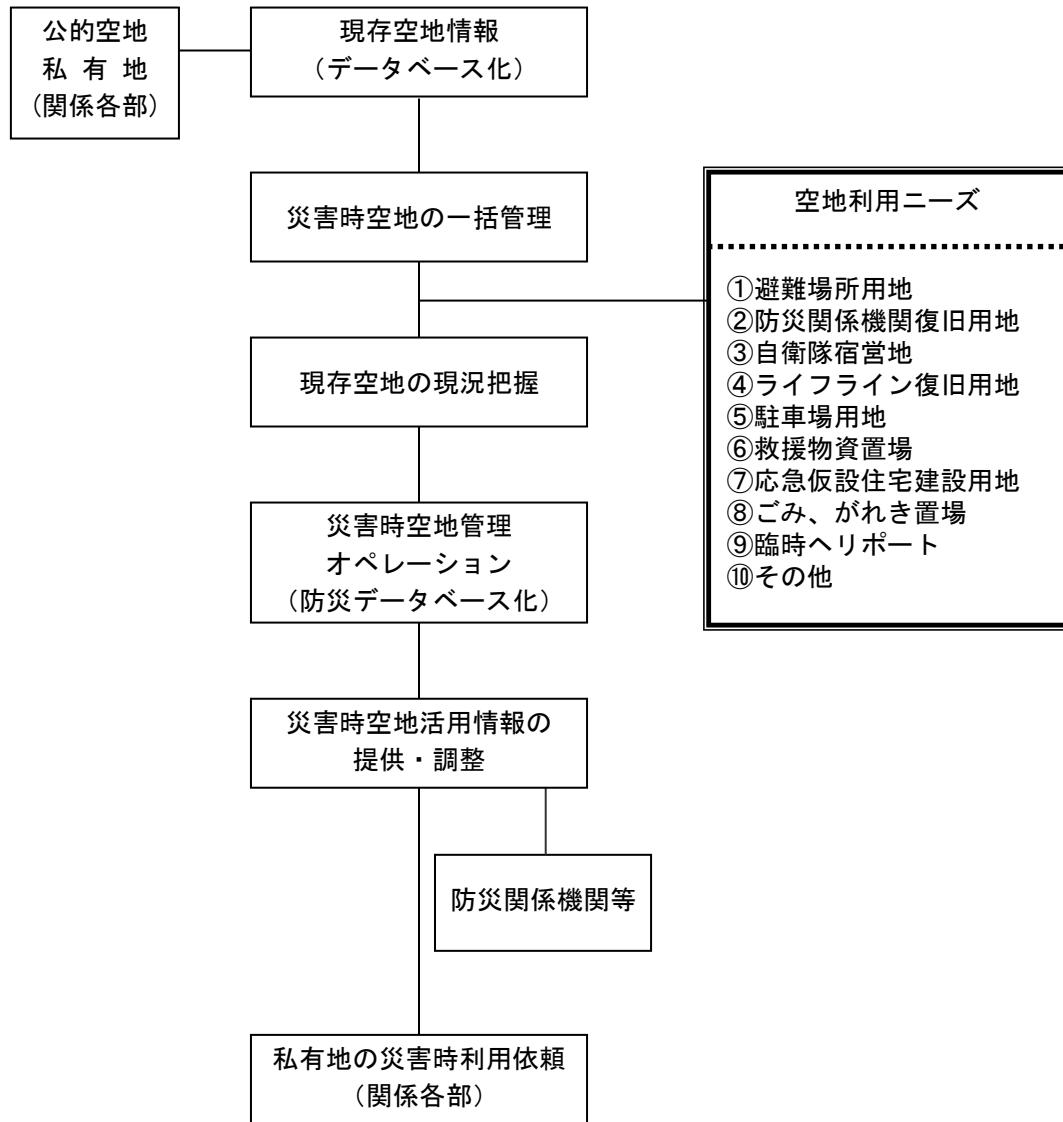 公的空地
私 有 地
（関係各部）
現存空地情報
（データベース化）
災害時空地の一括管理
空地利用ニーズ
①避難場所用地
②防災関係機関復旧用地
③自衛隊宿営地
④ライフライン復旧用地
⑤駐車場用地
⑥救援物資置場
⑦応急仮設住宅建設用地
⑧ごみ、がれき置場
⑨臨時ヘリポート
⑩その他
現存空地の現況把握
災害時空地管理
オペレーション
（防災データベース化）
災害時空地活用情報の
提供・調整
防災関係機関等
私有地の災害時利用依頼
（関係各部）